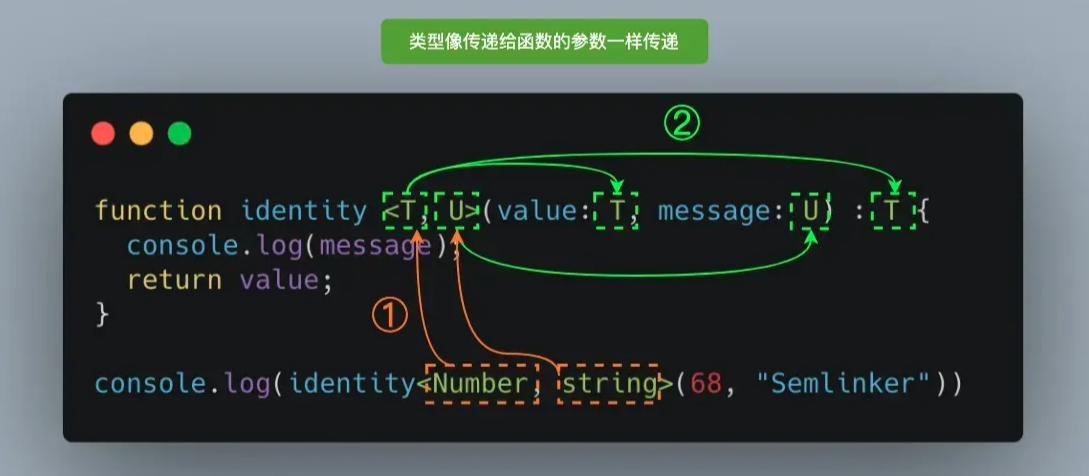 类型像传递给函数的参数一样传递
②
function identity <T, U>(value: T, message: U) : T {
  console.log(message);
  return value;
①
}
console.log(identity<Number, string>(68, "Semlinker"))